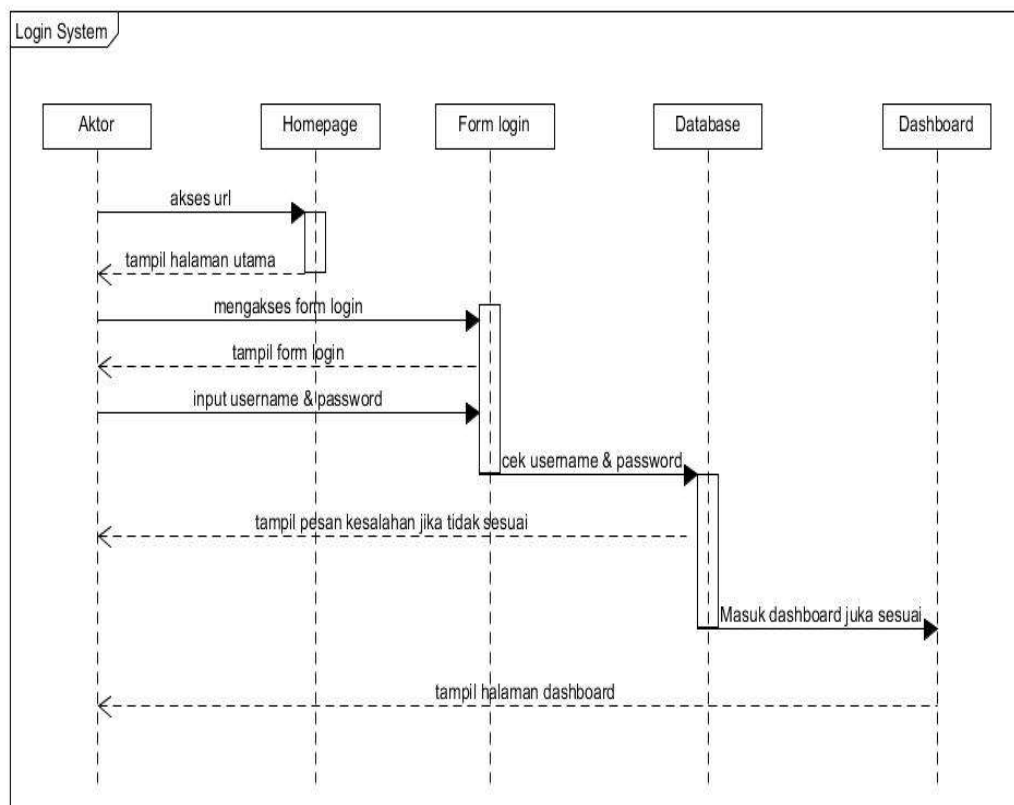 Login System
Aktor
Homepage
Form login
Database
Dashboard
akses url
tampil halaman utama
mengakses form login
tampil form login
input username & password
cek username & password
tampil pesan kesalahan jika tidak sesuai
Masuk dashboard juka sesuai
tampil halaman dashboard